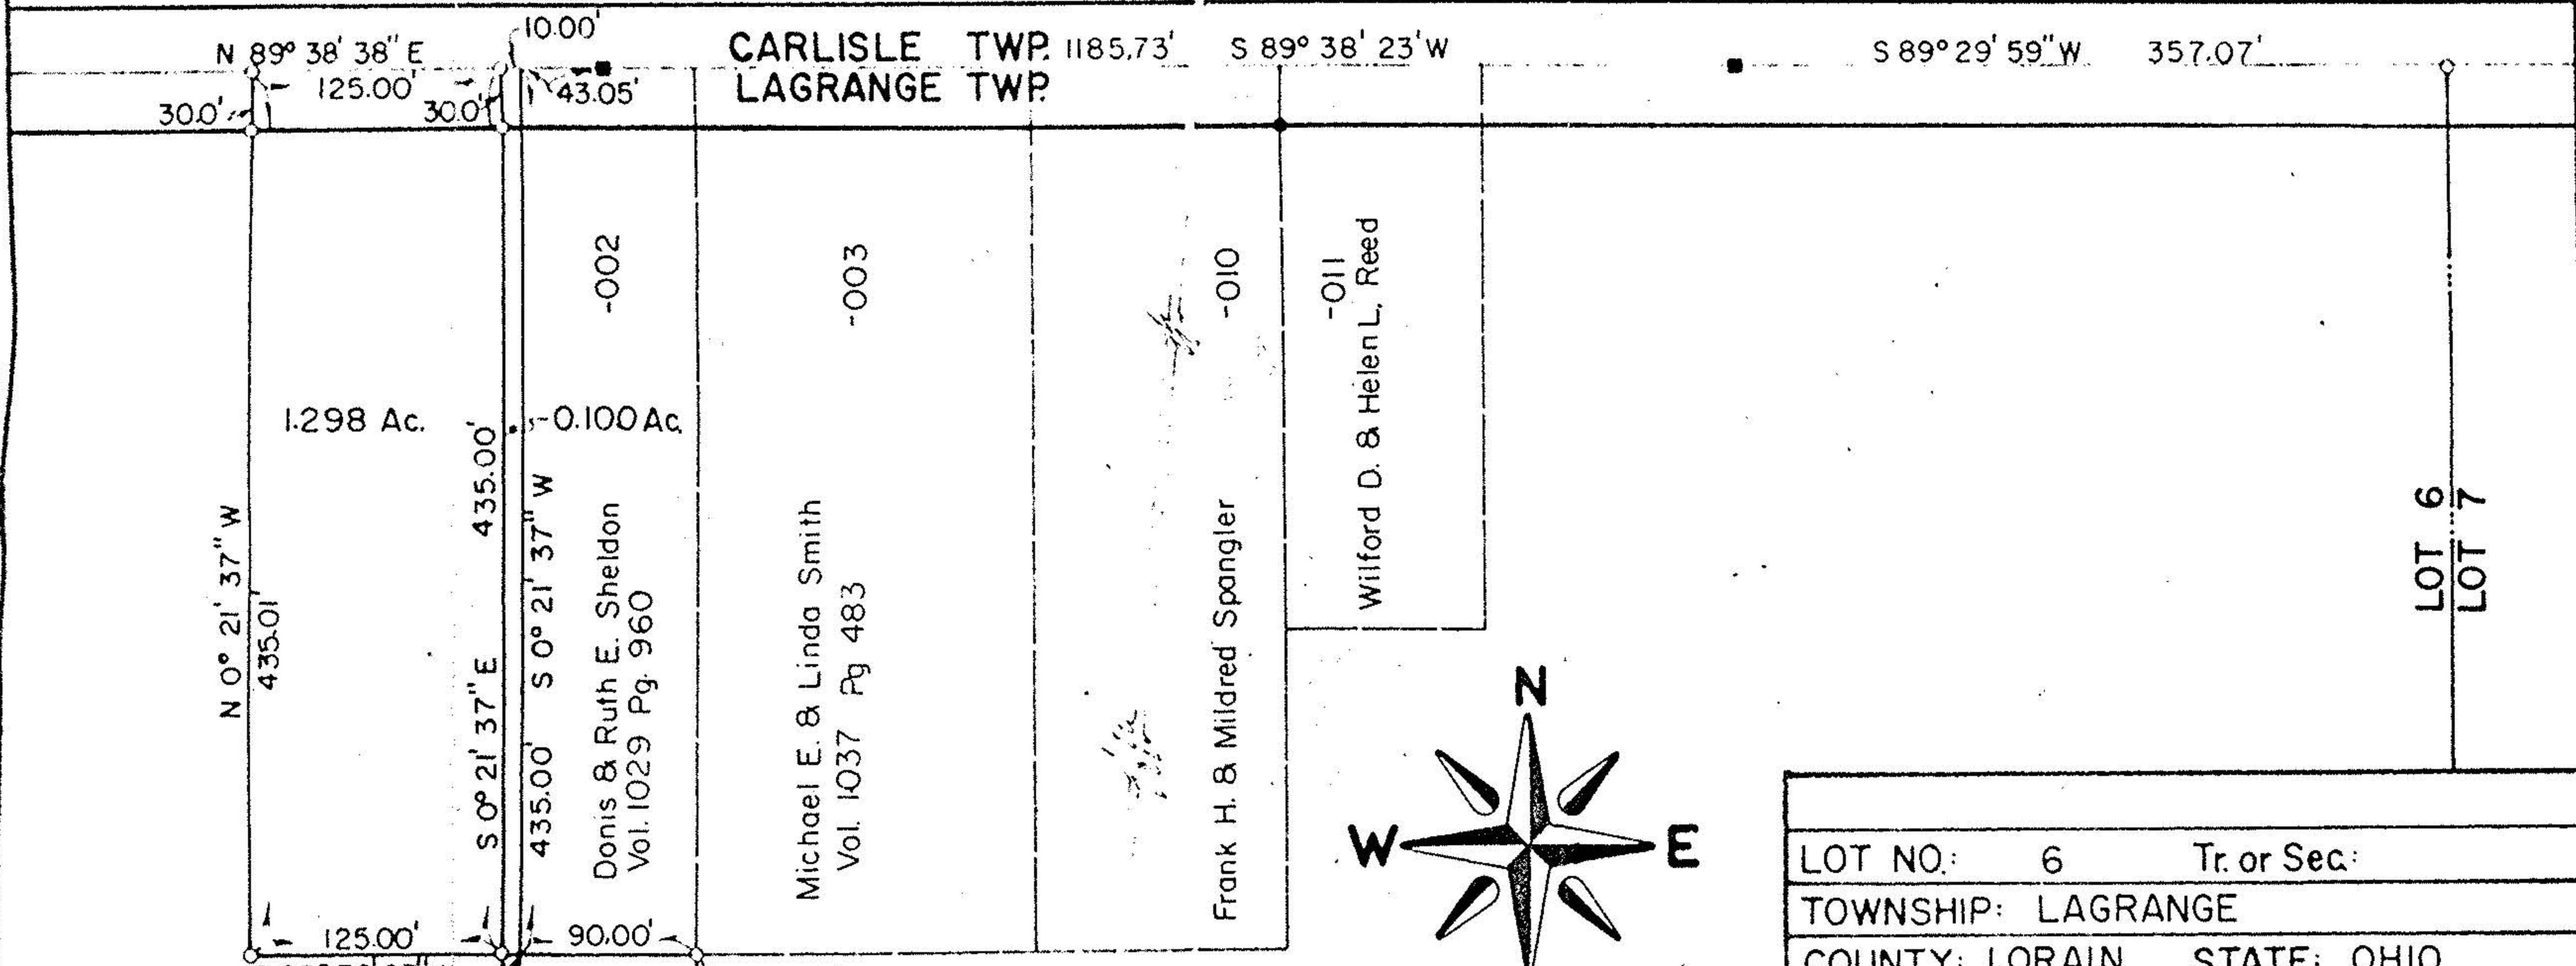 10.00'
N 89° 38' 38" E
CARLISLE TWP. 1185.73' S 89° 38' 23' W
S 89° 29' 59" W 357.07'
125.00'
43.05'
LAGRANGE TWP.
30.0'
30.0'
-002
-003
-010
-011
Wilford D. & Helen L. Reed
1.298 Ac.
0.100 Ac.
N 0° 21' 37" W
435.01'
S 0° 21' 37" E 435.00'
435.00' S 0° 21' 37" W
Donis & Ruth E. Sheldon
Vol. 1029 Pg. 960
Michael E. & Linda Smith
Vol. 1037 Pg 483
Frank H. & Mildred Spangler
LOT 6
LOT 7
N
W E
125.00'
90.00'
LOT NO.: 6 Tr. or Sec:
TOWNSHIP: LAGRANGE
COUNTY: LORAIN STATE: OHIO